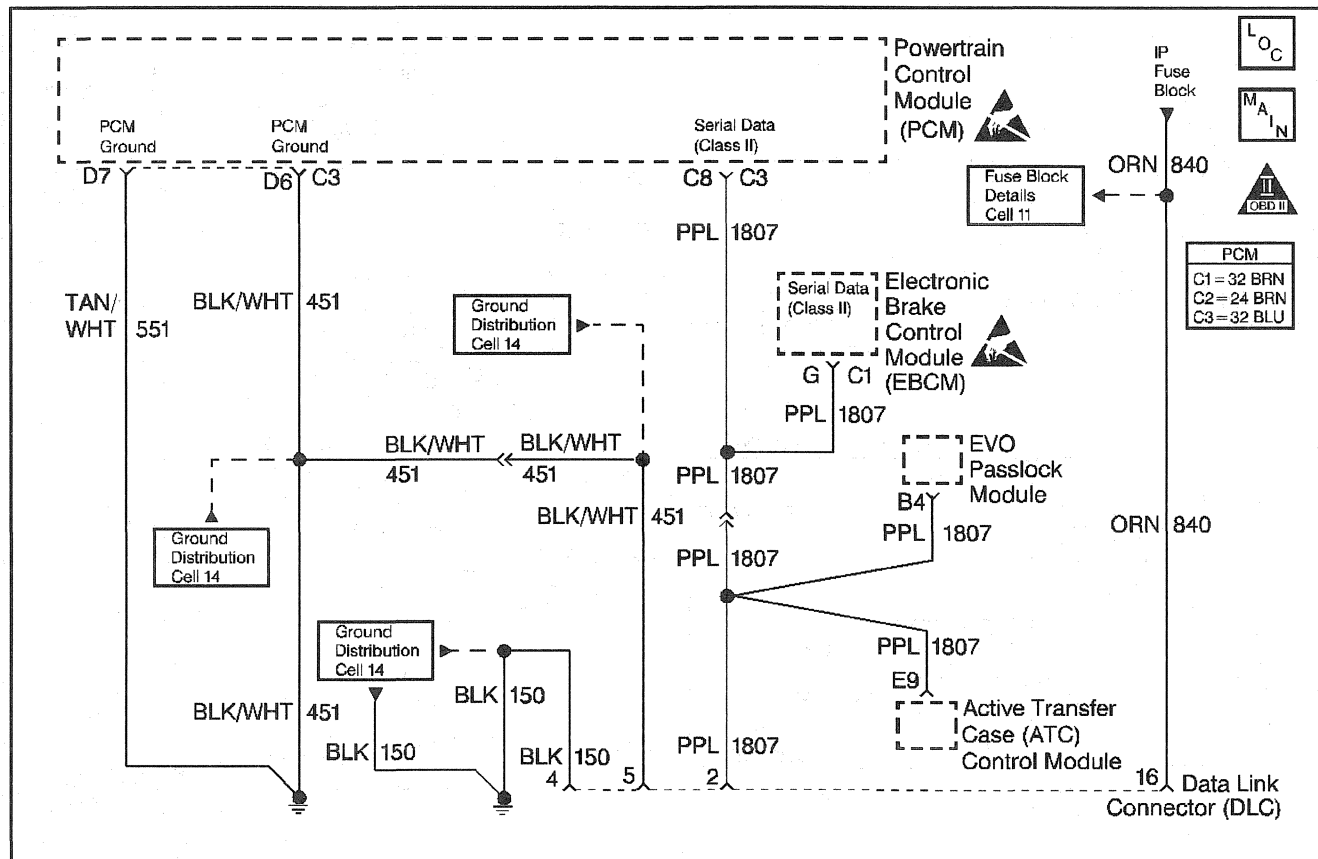 Powertrain
Control
Module
(PCM)
IP
Fuse
Block
L O C
M A I N
PCM
Ground
PCM
Ground
Serial Data
(Class II)
D7
D6
C3
C8
C3
ORN
840
Fuse Block
Details
Cell 11
II
OBD II
PPL
1807
PCM
C1=32 BRN
C2=24 BRN
C3=32 BLU
TAN/
WHT
551
BLK/WHT
451
Ground
Distribution
Cell 14
Serial Data
(Class II)
Electronic
Brake
Control
Module
(EBCM)
G
C1
PPL
1807
BLK/WHT
451
BLK/WHT
451
PPL
1807
EVO
Passlock
Module
B4
BLK/WHT
451
PPL
1807
PPL
1807
ORN
840
Ground
Distribution
Cell 14
Ground
Distribution
Cell 14
PPL
1807
E9
BLK
150
BLK/WHT
451
BLK
150
BLK
150
PPL
1807
Active Transfer
Case (ATC)
Control Module
4
5
2
16
Data Link
Connector (DLC)